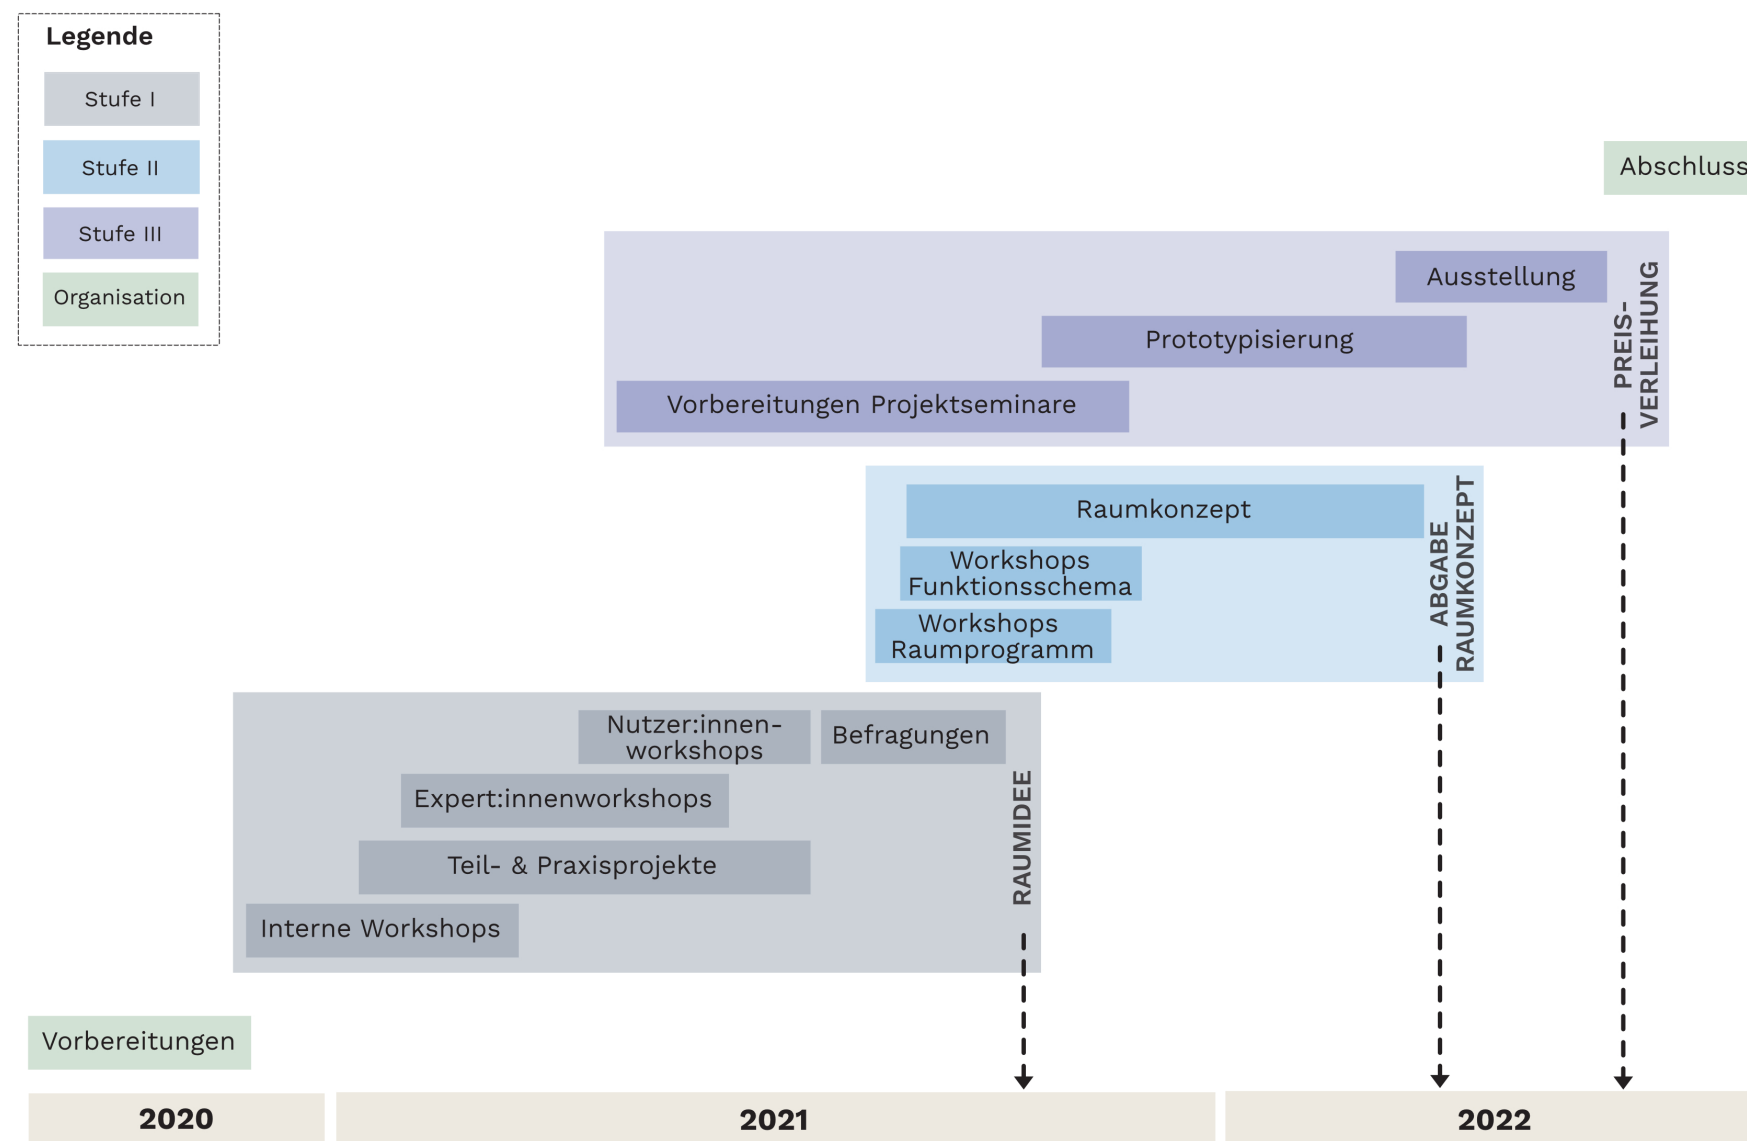 Legende
Stufe I
Stufe II
Stufe III
Organisation
Abschluss
Ausstellung
Prototypisierung
Vorbereitungen Projektseminare
PREIS-
VERLEIHUNG
Raumkonzept
Workshops
Funktionsschema
Workshops
Raumprogramm
ABGABE
RAUMKONZEPT
Nutzer:innen-
workshops
Befragungen
Expert:innenworkshops
Teil- & Praxisprojekte
Interne Workshops
RAUMIDEE
Vorbereitungen
2020
2021
2022